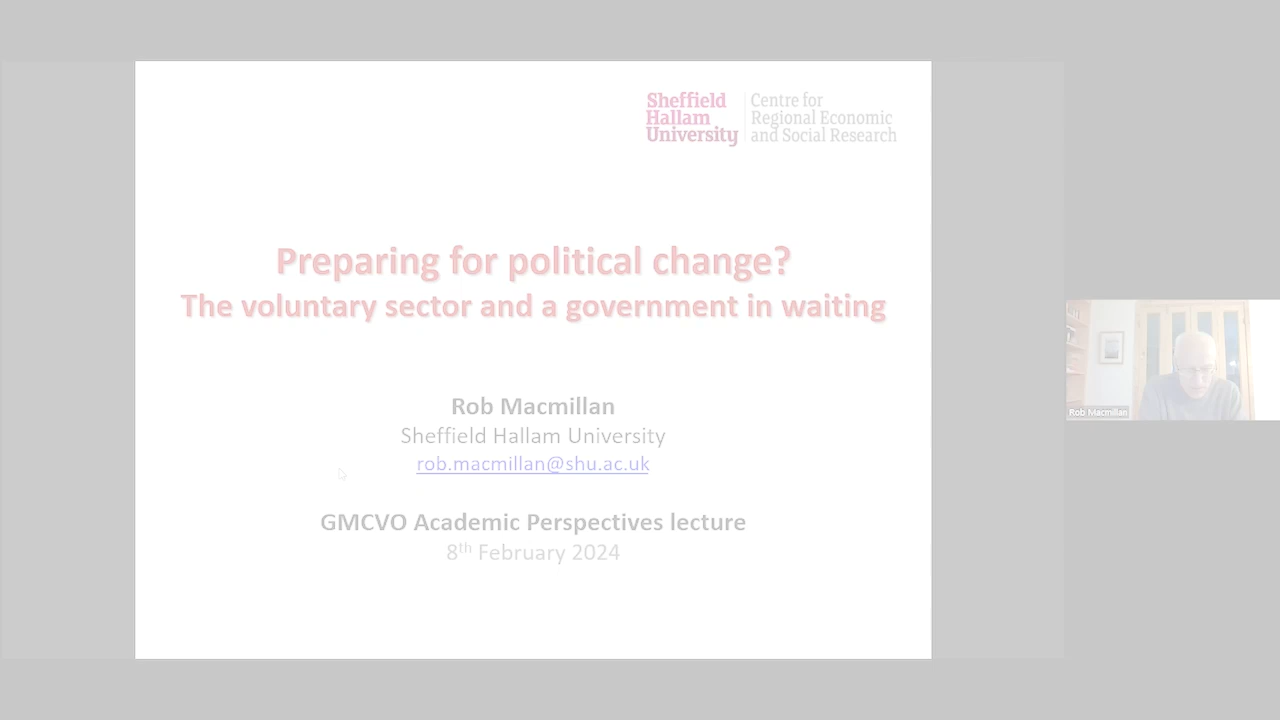 Sheffield
Hallam
University
Centre for
Regional Economic
and Social Research
Preparing for political change?
The voluntary sector and a government in waiting
Rob Macmillan
Sheffield Hallam University
rob.macmillan@shu.ac.uk
GMCVO Academic Perspectives lecture
8th February 2024
Rob Macmillan